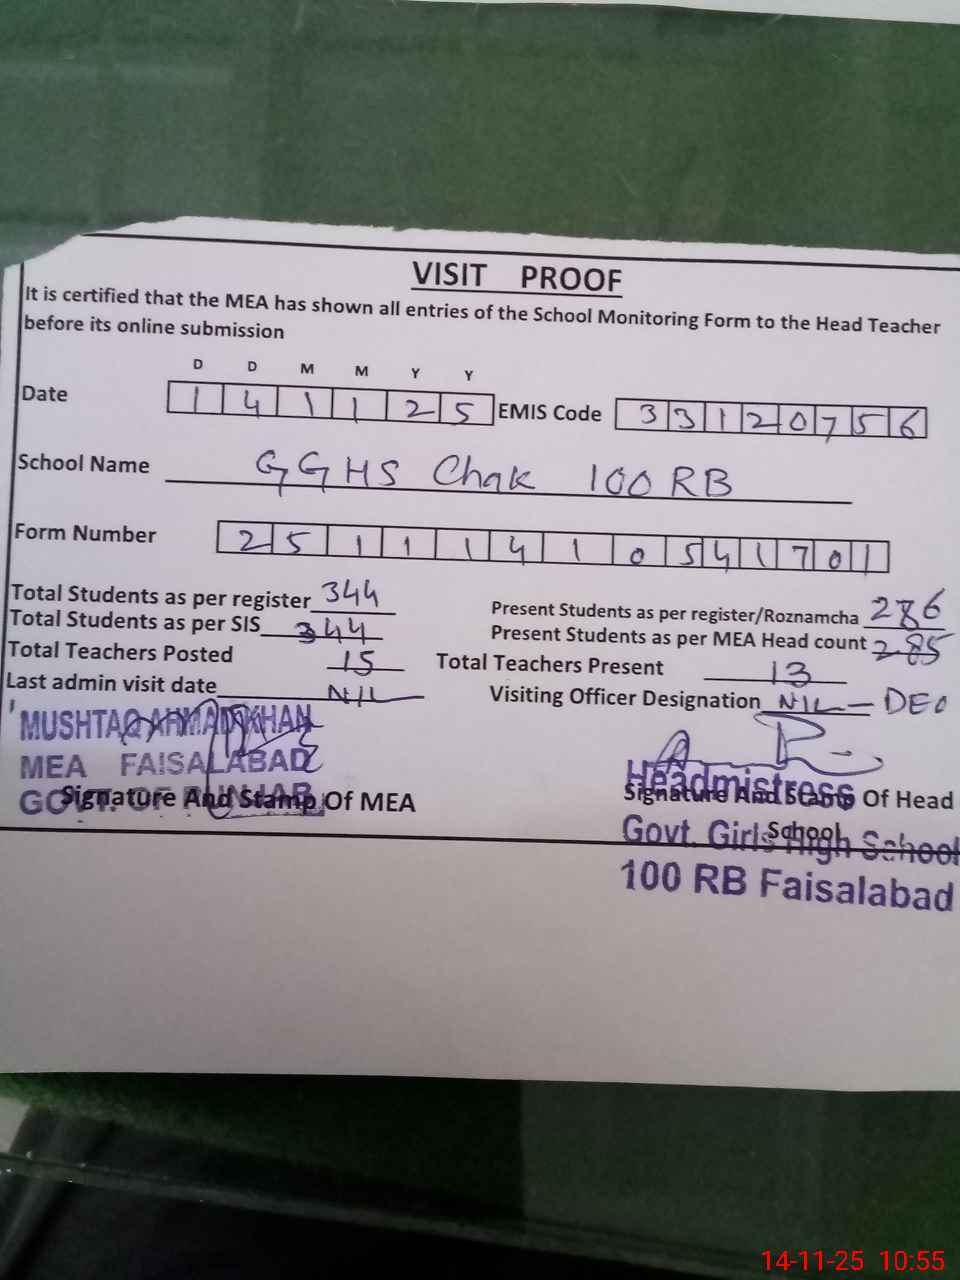 VISIT PROOF
It is certified that the MEA has shown all entries of the School Monitoring Form to the Head Teacher
before its online submission
D D M M Y Y
Date 1 4 1 1 2 5 EMIS Code 3 3 1 2 0 7 5 6
School Name GGHS Chak 100 RB
Form Number 2 5 1 1 1 4 1 0 5 4 1 7 0 1
Total Students as per register 344 Present Students as per register/Roznamcha 286
Total Students as per SIS 344 Present Students as per MEA Head count 285
Total Teachers Posted 15 Total Teachers Present 13
Last admin visit date NIL Visiting Officer Designation NIL - DEO
MUSHTAQ AHMAD KHAN
MEA FAISALABAD
GOVT. OF PUNJAB
Signature And Stamp Of MEA
Headmistress
Signature And Stamp Of Head
School
Govt. Girls High School
100 RB Faisalabad
14-11-25 10:55